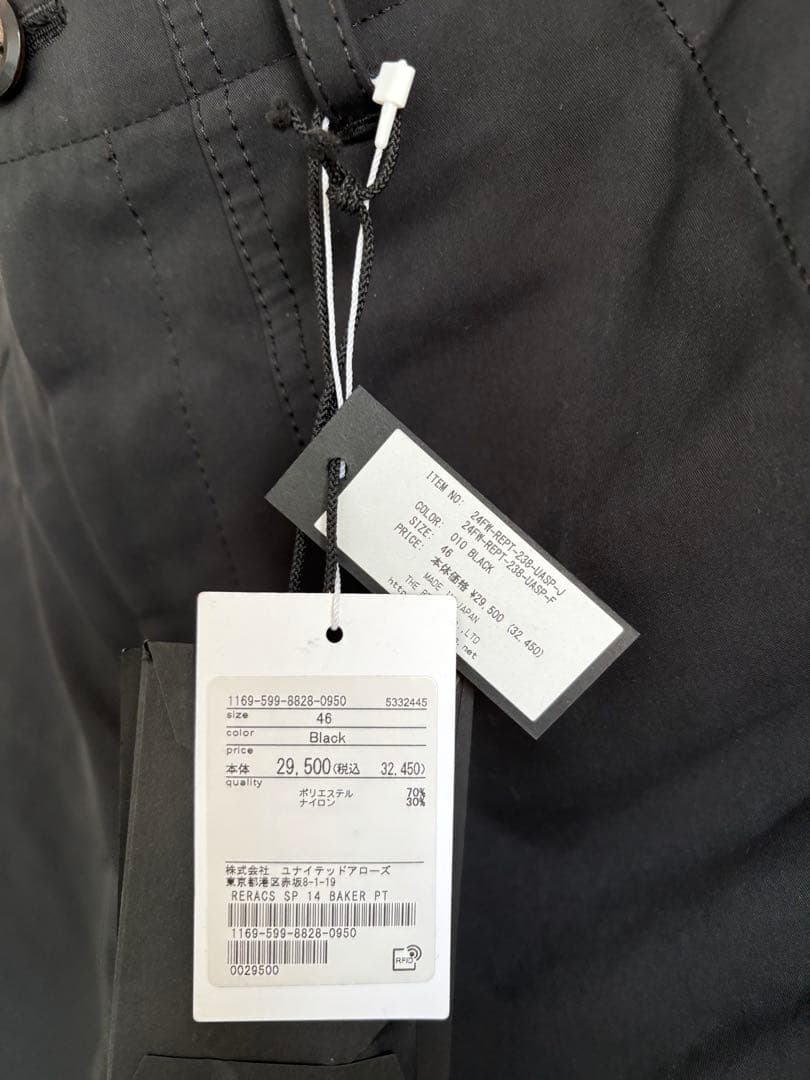 ITEM NO: 24FW-REPT-238-UASP-J
24FW-REPT-238-UASP-F
COLOR: 010 BLACK
SIZE: 46
PRICE: 本体価格 ¥29,500 (32,450)
MADE
THE
,LTD
http
.net
1169-599-8828-0950 5332445
size 46
color Black
price
本体 29,500(税込 32,450)
quality
ポリエステル 70%
ナイロン 30%
株式会社 ユナイテッドアローズ
東京都港区赤坂8-1-19
RERACS SP 14 BAKER PT
1169-599-8828-0950
0029500
RFID